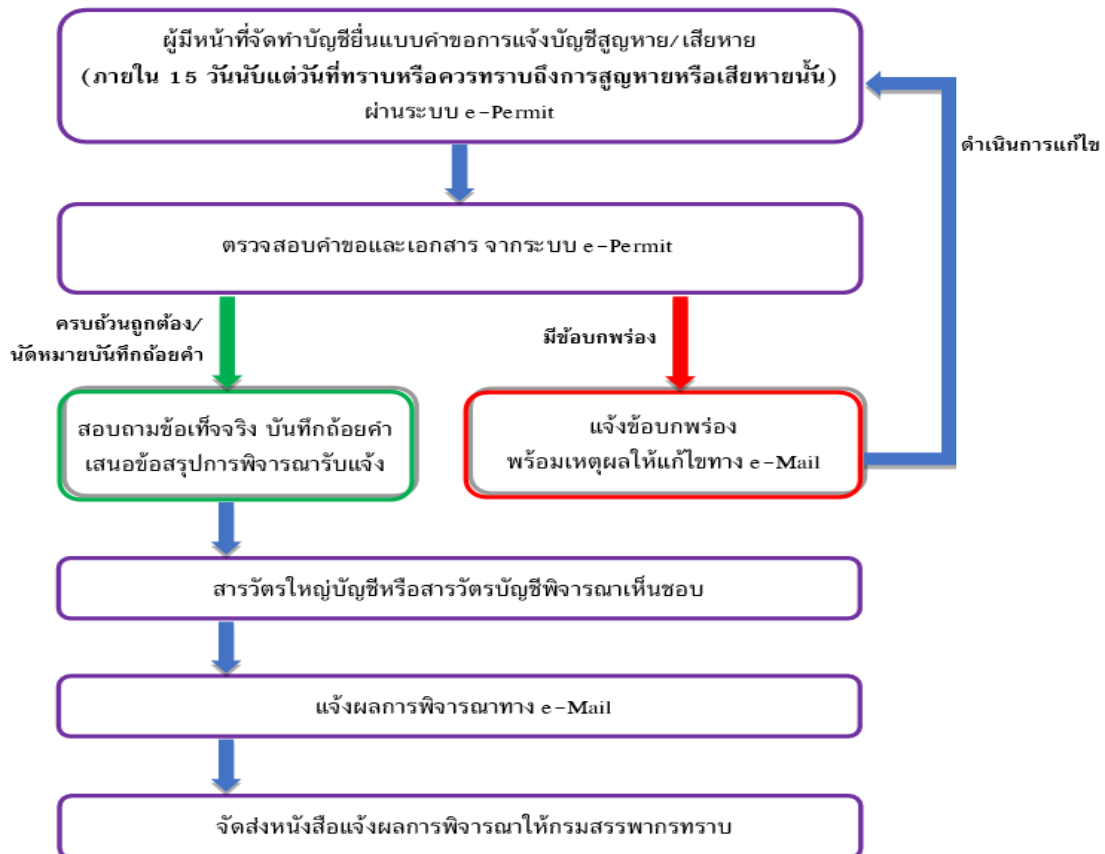 ผู้มีหน้าที่จัดทำบัญชียื่นแบบคำขอการแจ้งบัญชีสูญหาย/เสียหาย
(ภายใน 15 วันนับแต่วันที่ทราบหรือควรทราบถึงการสูญหายหรือเสียหายนั้น)
ผ่านระบบ e-Permit
ดำเนินการแก้ไข
ตรวจสอบคำขอและเอกสาร จากระบบ e-Permit
ครบถ้วนถูกต้อง/
นัดหมายบันทึกถ้อยคำ
มีข้อบกพร่อง
สอบถามข้อเท็จจริง บันทึกถ้อยคำ
เสนอข้อสรุปการพิจารณารับแจ้ง
แจ้งข้อบกพร่อง
พร้อมเหตุผลให้แก้ไขทาง e-Mail
สารวัตรใหญ่บัญชีหรือสารวัตรบัญชีพิจารณาเห็นชอบ
แจ้งผลการพิจารณาทาง e-Mail
จัดส่งหนังสือแจ้งผลการพิจารณาให้กรมสรรพากรทราบ